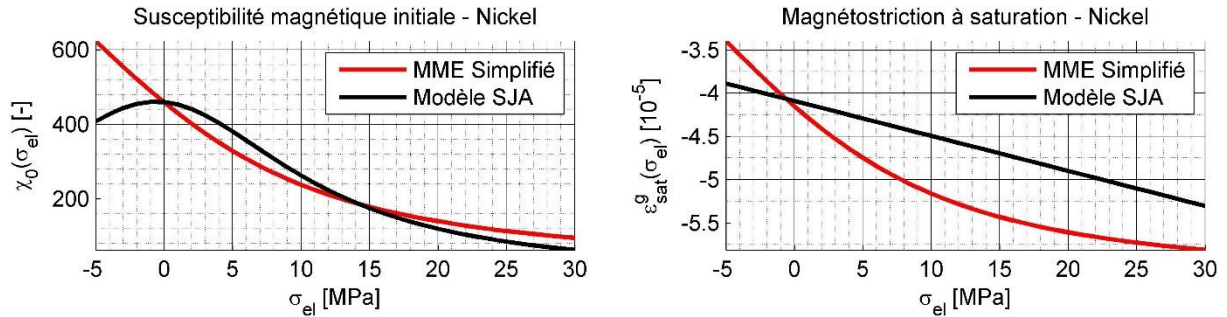 Susceptibilité magnétique initiale - Nickel
600
400
200
χ₀(σₑₗ) [-]
MME Simplifié
Modèle SJA
-5 0 5 10 15 20 25 30
σₑₗ [MPa]
Magnétostriction à saturation - Nickel
-3.5
-4
-4.5
-5
-5.5
ε^g_sat(σₑₗ) [10⁻⁵]
MME Simplifié
Modèle SJA
-5 0 5 10 15 20 25 30
σₑₗ [MPa]